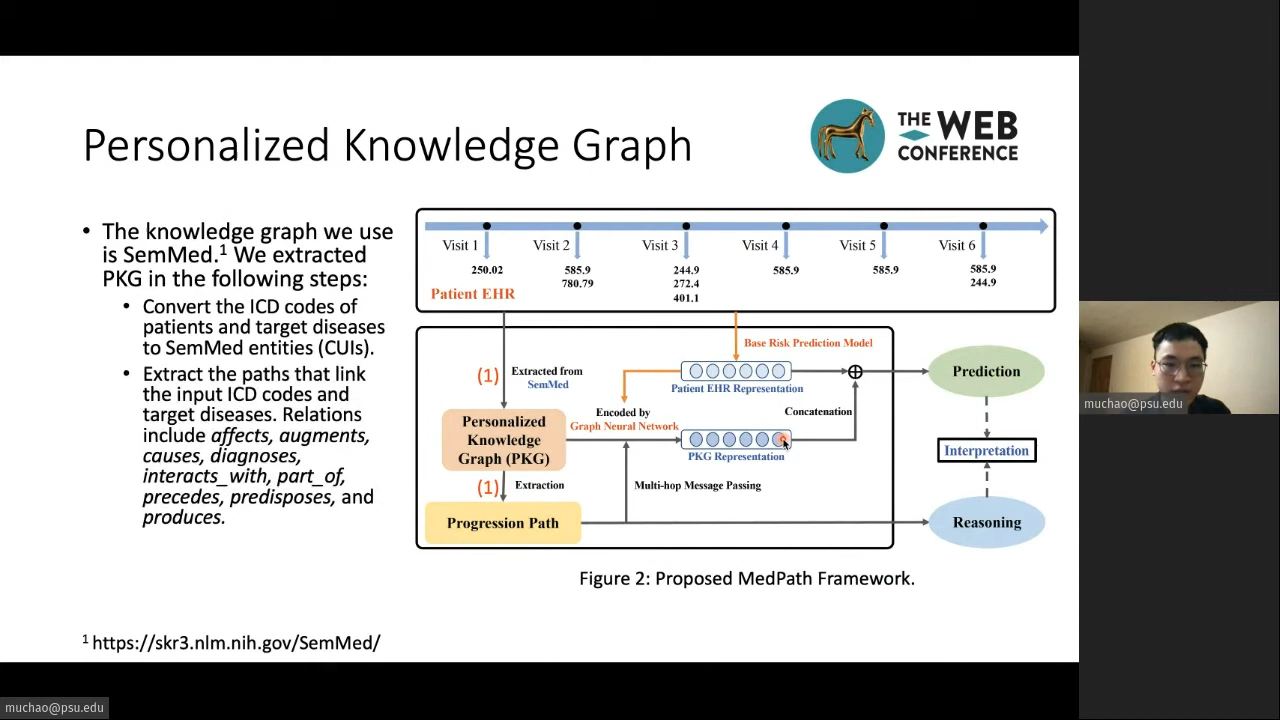 Personalized Knowledge Graph
THE WEB
CONFERENCE
• The knowledge graph we use
is SemMed.¹ We extracted
PKG in the following steps:
• Convert the ICD codes of
patients and target diseases
to SemMed entities (CUIs).
• Extract the paths that link
the input ICD codes and
target diseases. Relations
include affects, augments,
causes, diagnoses,
interacts_with, part_of,
precedes, predisposes, and
produces.
¹ https://skr3.nlm.nih.gov/SemMed/
Visit 1 Visit 2 Visit 3 Visit 4 Visit 5 Visit 6
250.02 585.9 244.9 585.9 585.9 585.9
780.79 272.4 244.9
401.1
Patient EHR
Base Risk Prediction Model
(1) Extracted from
SemMed
Patient EHR Representation
Prediction
Encoded by
Graph Neural Network
Concatenation
Personalized
Knowledge
Graph (PKG)
PKG Representation
Interpretation
(1) Extraction
Multi-hop Message Passing
Progression Path
Reasoning
Figure 2: Proposed MedPath Framework.
muchao@psu.edu
muchao@psu.edu